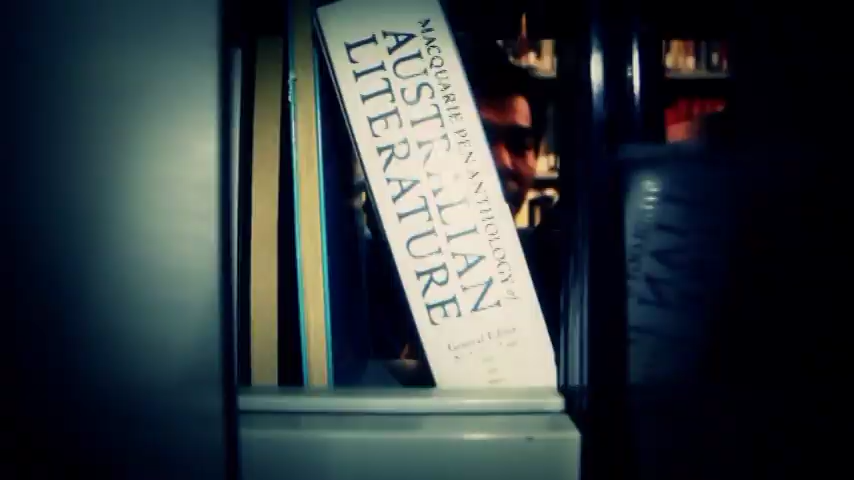 MACQUARIE PEN ANTHOLOGY of
AUSTRALIAN
LITERATURE
General Editor